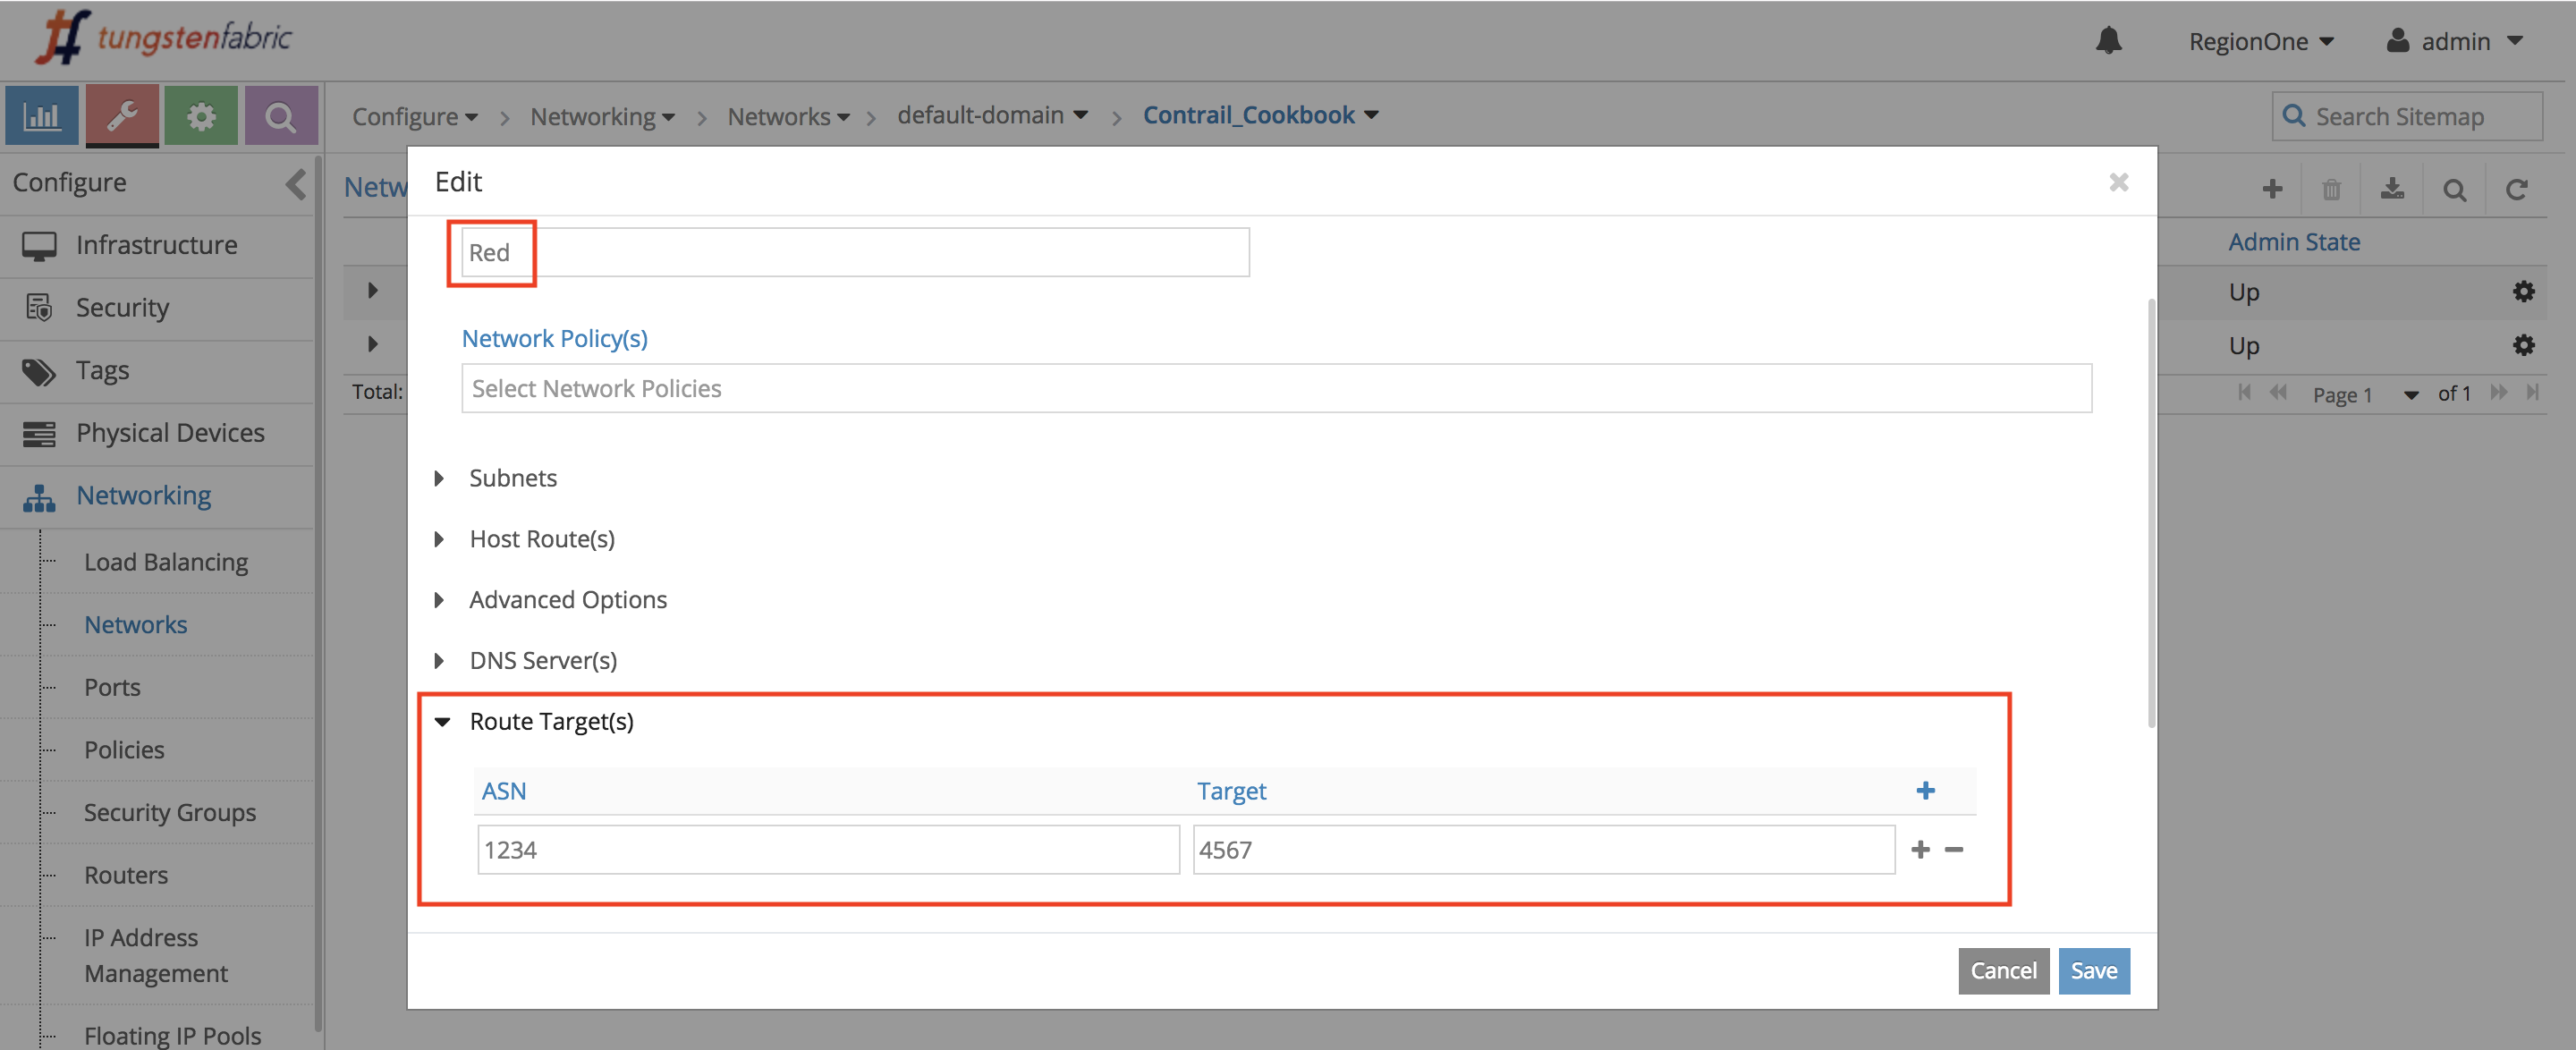 tungstenfabric
RegionOne
admin
Configure
Networking
Networks
default-domain
Contrail_Cookbook
Search Sitemap
Configure
Infrastructure
Security
Tags
Physical Devices
Networking
Load Balancing
Networks
Ports
Policies
Security Groups
Routers
IP Address
Management
Floating IP Pools
Netw
Total:
Edit
Red
Network Policy(s)
Select Network Policies
Subnets
Host Route(s)
Advanced Options
DNS Server(s)
Route Target(s)
ASN
Target
1234
4567
Cancel
Save
Admin State
Up
Up
Page 1
of 1